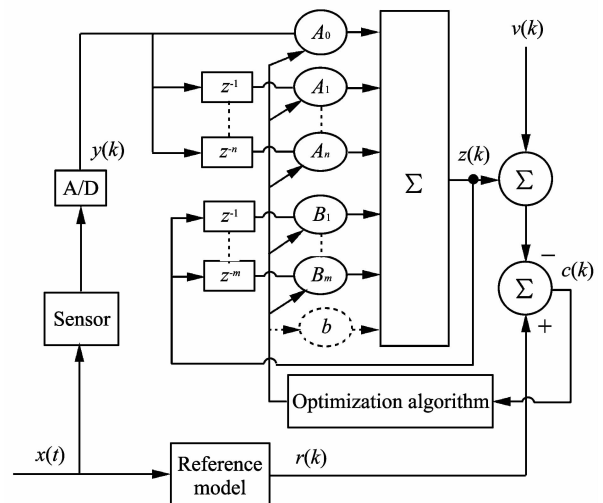 A₀
v(k)
z⁻¹
A₁
y(k)
z⁻ⁿ
Aₙ
z(k)
A/D
Σ
Σ
z⁻¹
B₁
z⁻ᵐ
Bₘ
−
c(k)
Σ
Sensor
b
+
Optimization algorithm
x(t)
Reference
model
r(k)